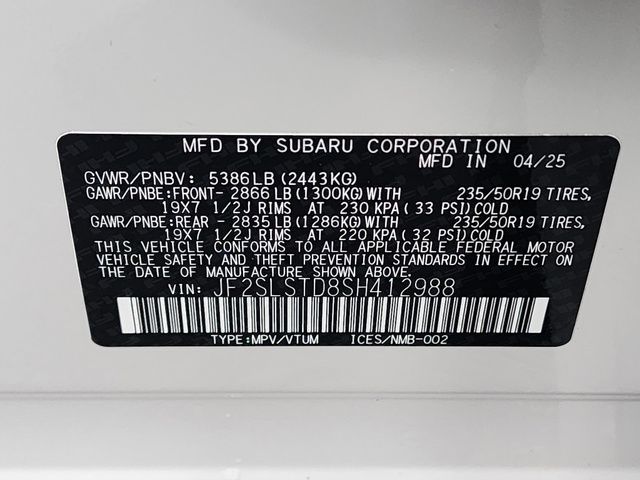 MFD BY SUBARU CORPORATION
MFD IN 04/25
GVWR/PNBV: 5386LB (2443KG)
GAWR/PNBE:FRONT- 2866 LB (1300KG) WITH 235/50R19 TIRES,
19X7 1/2J RIMS AT 230 KPA ( 33 PSI) COLD
GAWR/PNBE:REAR - 2835 LB (1286KG) WITH 235/50R19 TIRES,
19X7 1/2J RIMS AT 220 KPA (32 PSI) COLD
THIS VEHICLE CONFORMS TO ALL APPLICABLE FEDERAL MOTOR
VEHICLE SAFETY AND THEFT PREVENTION STANDARDS IN EFFECT
ON THE DATE OF MANUFACTURE SHOWN ABOVE.
VIN: JF2SLSTD8SH412988
TYPE:MPV/VTUM ICES/NMB-002